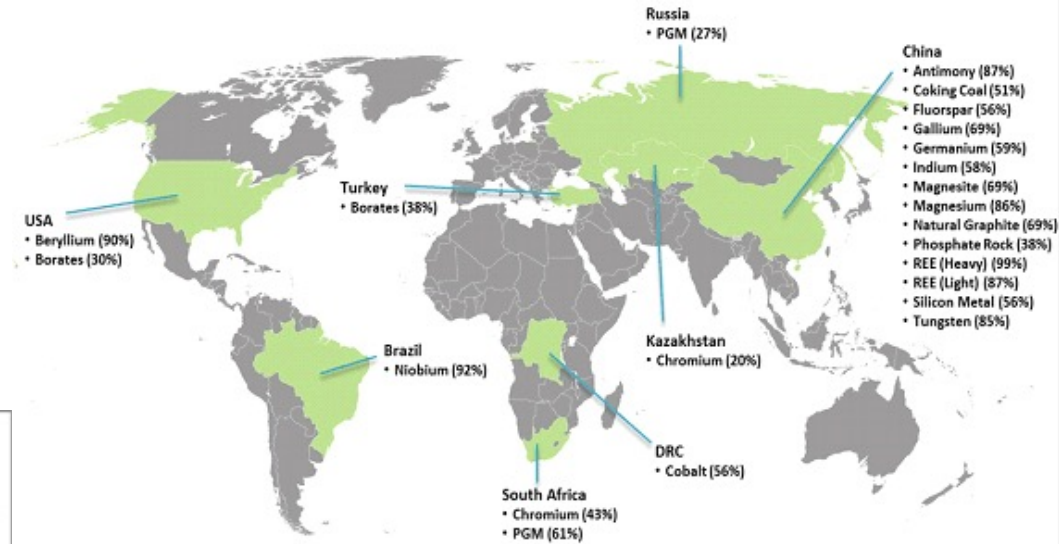 Russia
• PGM (27%)
China
• Antimony (87%)
• Coking Coal (51%)
• Fluorspar (56%)
• Gallium (69%)
• Germanium (59%)
• Indium (58%)
• Magnesite (69%)
• Magnesium (86%)
• Natural Graphite (69%)
• Phosphate Rock (38%)
• REE (Heavy) (99%)
• REE (Light) (87%)
• Silicon Metal (56%)
• Tungsten (85%)
Turkey
• Borates (38%)
USA
• Beryllium (90%)
• Borates (30%)
Kazakhstan
• Chromium (20%)
Brazil
• Niobium (92%)
DRC
• Cobalt (56%)
South Africa
• Chromium (43%)
• PGM (61%)